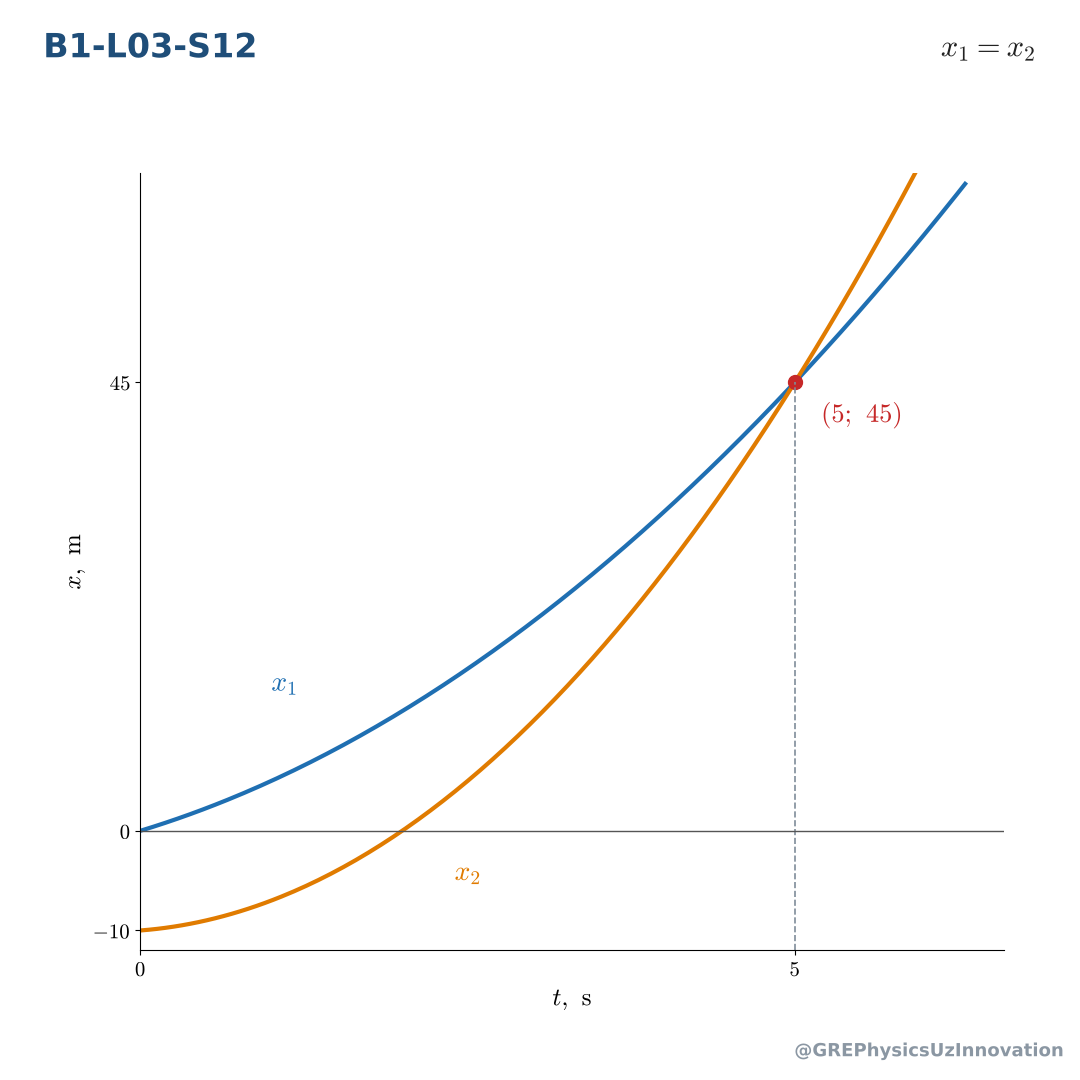 B1-L03-S12
x₁ = x₂
45
(5; 45)
x, m
x₁
0
x₂
−10
0
5
t, s
@GREPhysicsUzInnovation